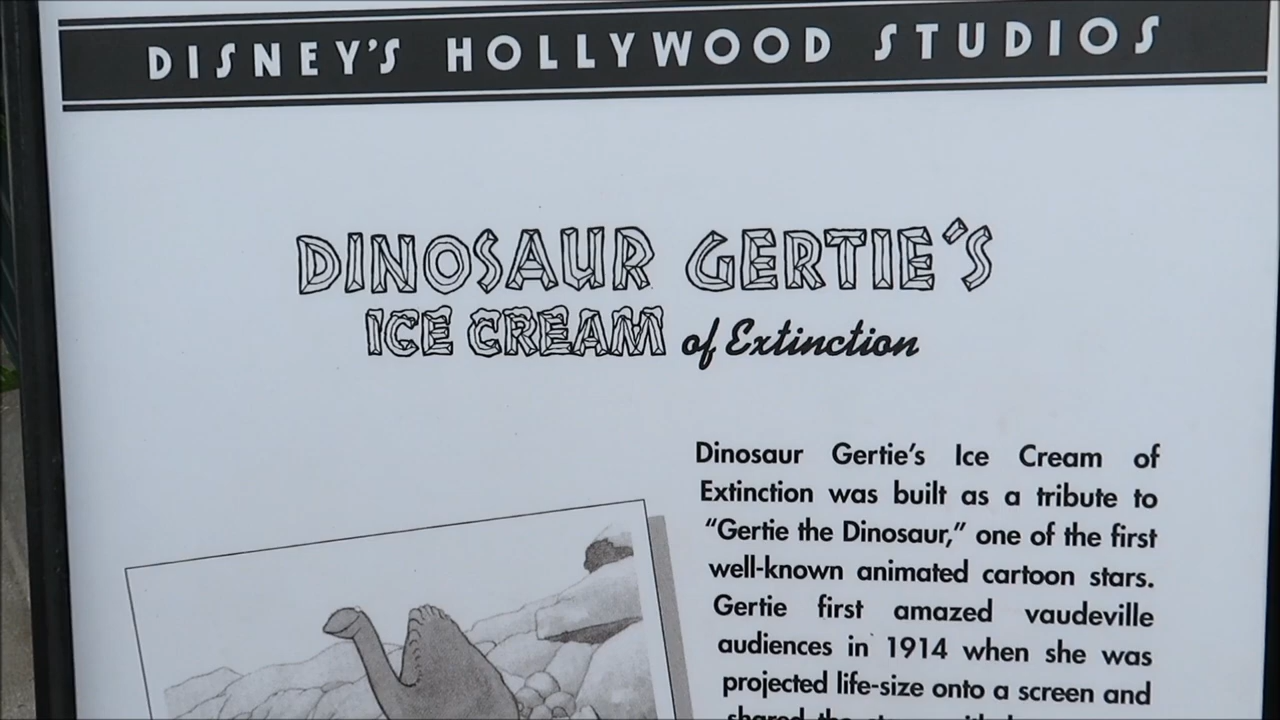 DISNEY'S HOLLYWOOD STUDIOS
DINOSAUR GERTIE'S
ICE CREAM of Extinction
Dinosaur Gertie's Ice Cream of
Extinction was built as a tribute to
"Gertie the Dinosaur," one of the first
well-known animated cartoon stars.
Gertie first amazed vaudeville
audiences in 1914 when she was
projected life-size onto a screen and
shared the